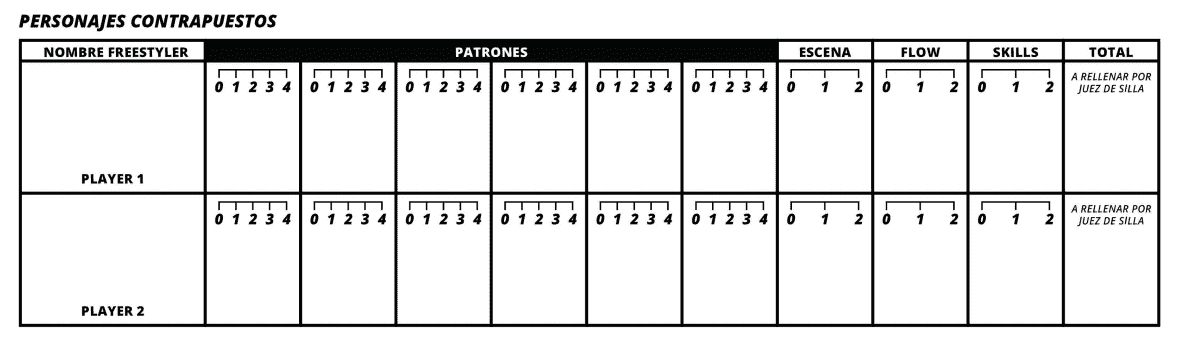 PERSONAJES CONTRAPUESTOS
NOMBRE FREESTYLER PATRONES ESCENA FLOW SKILLS TOTAL
0 1 2 3 4 0 1 2 3 4 0 1 2 3 4 0 1 2 3 4 0 1 2 3 4 0 1 2 3 4 0 1 2 0 1 2 0 1 2 A RELLENAR POR
JUEZ DE SILLA
PLAYER 1
0 1 2 3 4 0 1 2 3 4 0 1 2 3 4 0 1 2 3 4 0 1 2 3 4 0 1 2 3 4 0 1 2 0 1 2 0 1 2 A RELLENAR POR
JUEZ DE SILLA
PLAYER 2